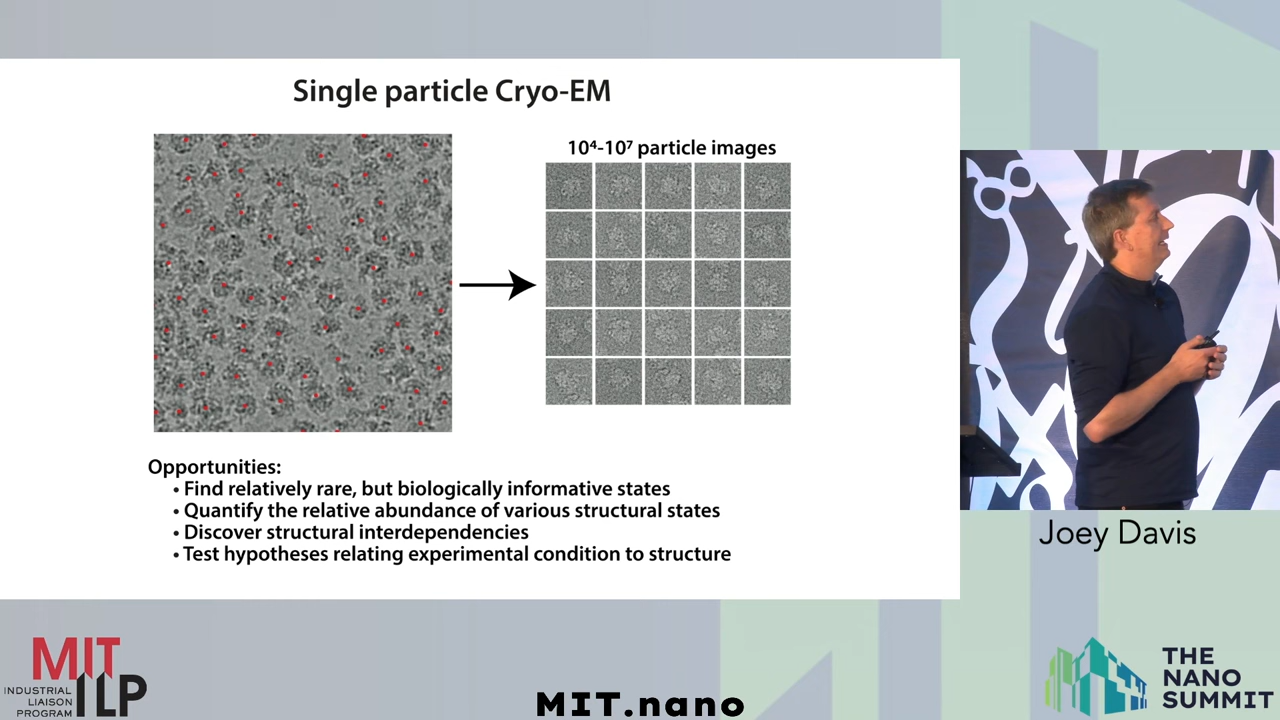 Single particle Cryo-EM
10⁴-10⁷ particle images
Opportunities:
• Find relatively rare, but biologically informative states
• Quantify the relative abundance of various structural states
• Discover structural interdependencies
• Test hypotheses relating experimental condition to structure
Joey Davis
MIT
ILP
INDUSTRIAL
LIAISON
PROGRAM
MIT.nano
THE
NANO
SUMMIT